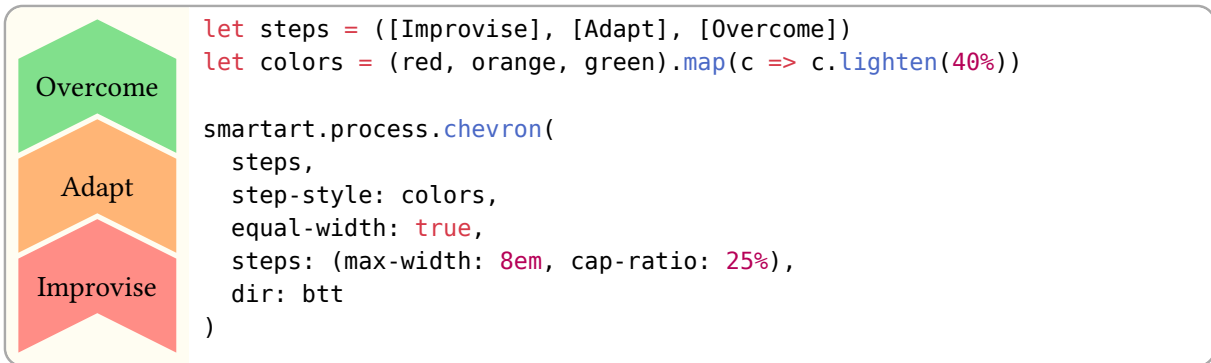 Overcome
Adapt
Improvise
let steps = ([Improvise], [Adapt], [Overcome])
let colors = (red, orange, green).map(c => c.lighten(40%))

smartart.process.chevron(
  steps,
  step-style: colors,
  equal-width: true,
  steps: (max-width: 8em, cap-ratio: 25%),
  dir: btt
)